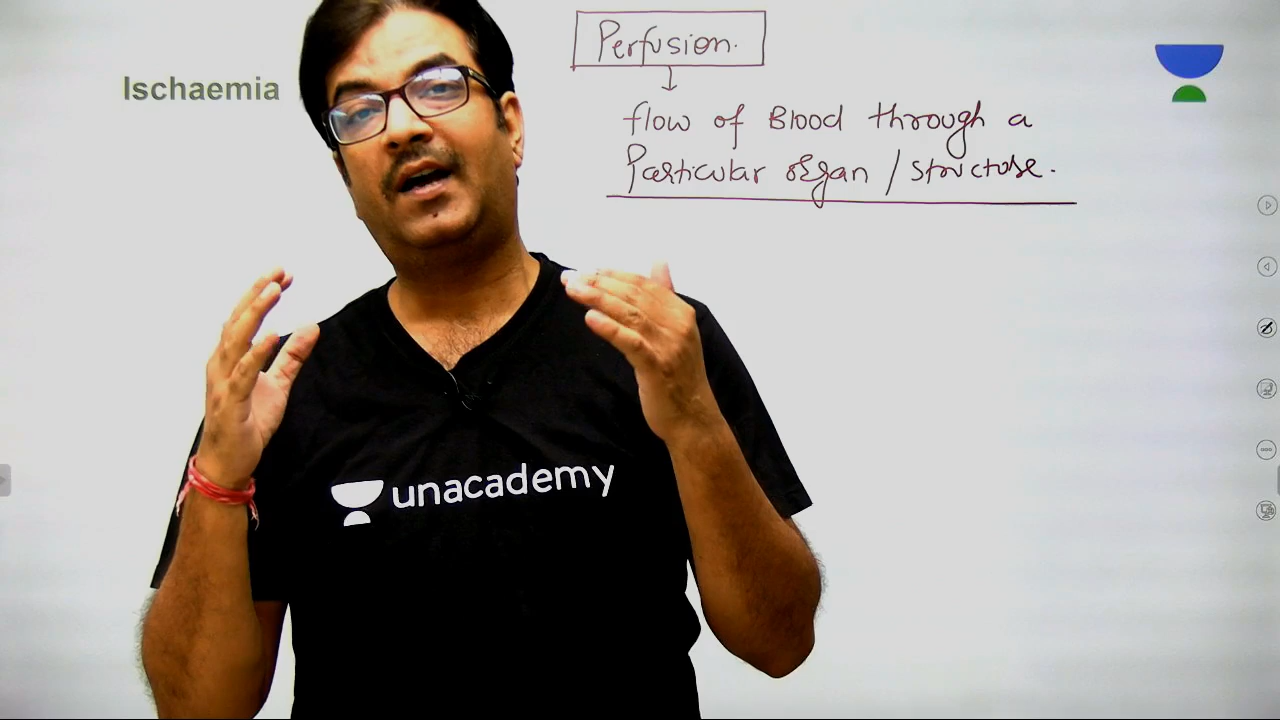 Ischaemia
Perfusion.
flow of Blood through a
Particular organ / structure.
unacademy